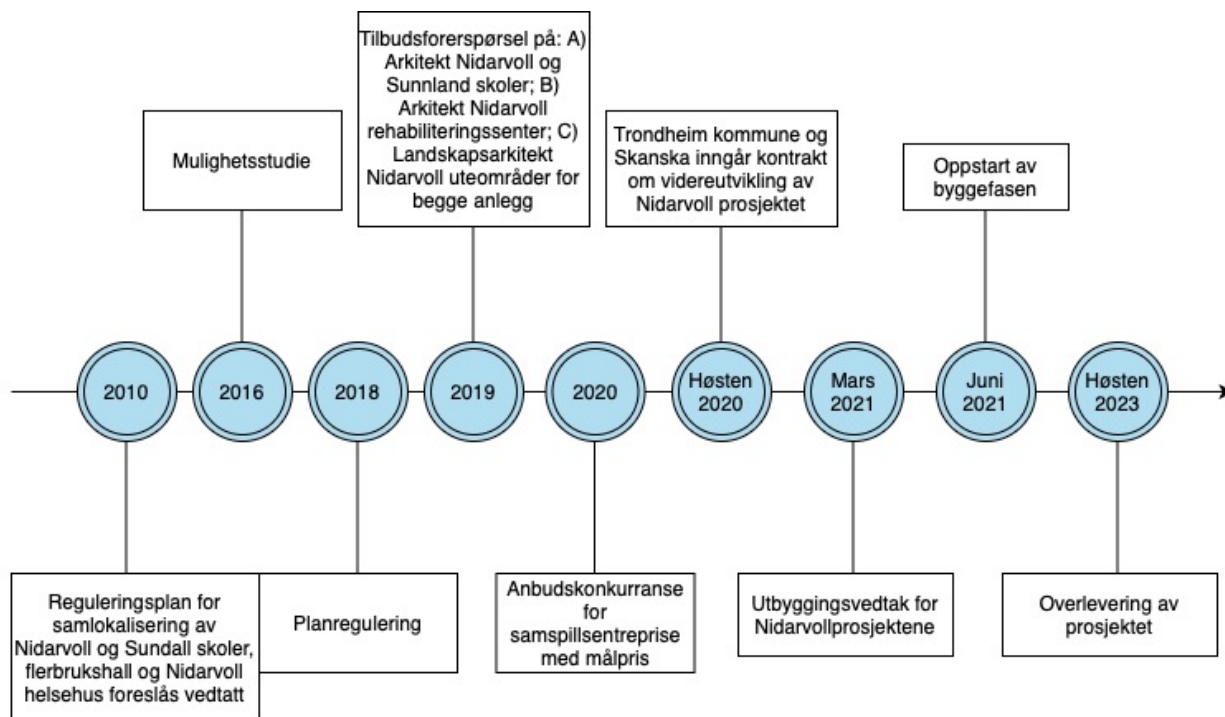 Tilbudsforerspørsel på: A)
Arkitekt Nidarvoll og
Sunnland skoler; B)
Arkitekt Nidarvoll
rehabiliteringssenter; C)
Landskapsarkitekt
Nidarvoll uteområder for
begge anlegg
Mulighetsstudie
Trondheim kommune og
Skanska inngår kontrakt
om videreutvikling av
Nidarvoll prosjektet
Oppstart av
byggefasen
2010
2016
2018
2019
2020
Høsten
2020
Mars
2021
Juni
2021
Høsten
2023
Reguleringsplan for
samlokalisering av
Nidarvoll og Sundall skoler,
flerbrukshall og Nidarvoll
helsehus foreslås vedtatt
Planregulering
Anbudskonkurranse
for
samspillsentreprise
med målpris
Utbyggingsvedtak for
Nidarvollprosjektene
Overlevering av
prosjektet